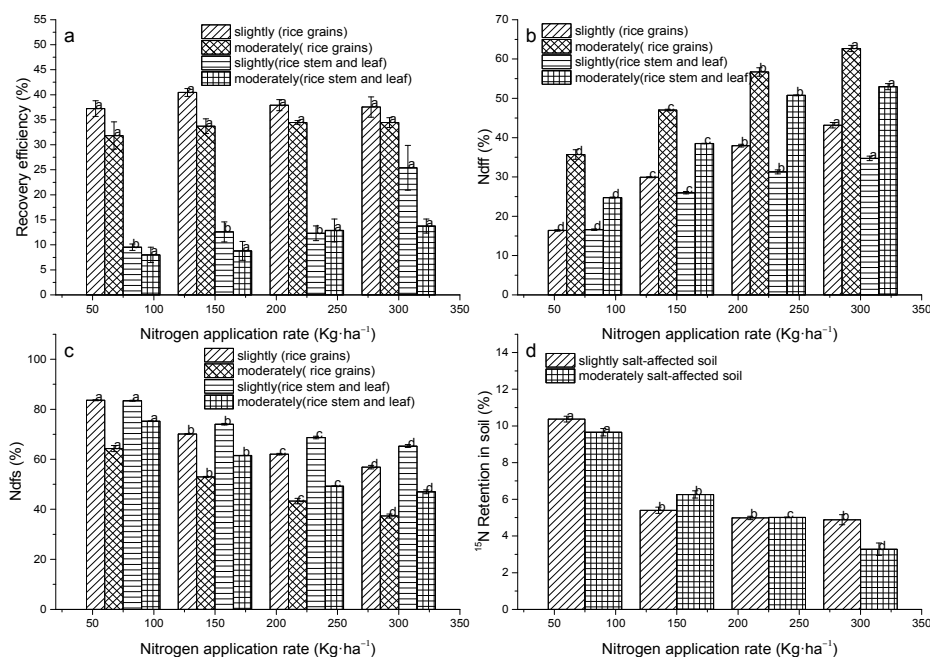 a
slightly (rice grains)
moderately( rice grains)
slightly(rice stem and leaf)
moderately(rice stem and leaf)
Recovery efficiency (%)
55
50
45
40
35
30
25
20
15
10
5
0
a a b a
a a b a
a a b a
a a a a
50 100 150 200 250 300 350
Nitrogen application rate (Kg·ha⁻¹)
b
slightly (rice grains)
moderately( rice grains)
slightly(rice stem and leaf)
moderately(rice stem and leaf)
Ndff (%)
70
60
50
40
30
20
10
0
d d d d
c c c c
b b b b
a a a a
50 100 150 200 250 300 350
Nitrogen application rate (Kg·ha⁻¹)
c
slightly (rice grains)
moderately( rice grains)
slightly(rice stem and leaf)
moderately(rice stem and leaf)
Ndfs (%)
100
80
60
40
20
0
a a a a
b b b b
c c c c
d d d d
50 100 150 200 250 300 350
Nitrogen application rate (Kg·ha⁻¹)
d
slightly salt-affected soil
moderately salt-affected soil
¹⁵N Retention in soil (%)
14
12
10
8
6
4
2
0
a a
b b
b c
b d
50 100 150 200 250 300 350
Nitrogen application rate (Kg·ha⁻¹)